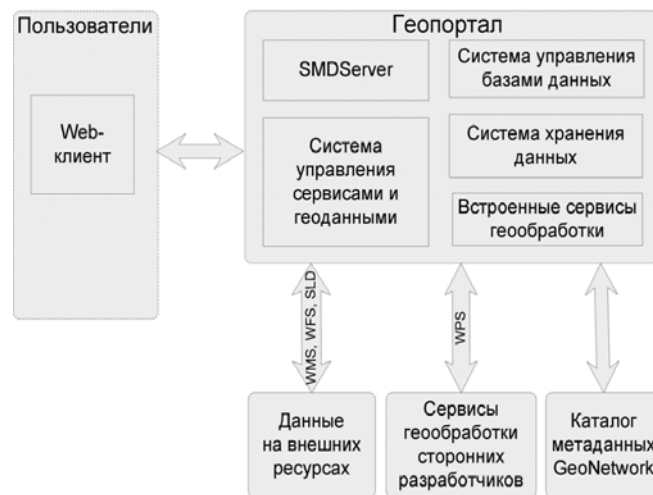 Пользователи
Web-
клиент
Геопортал
SMDServer
Система
управления
сервисами и
геоданными
Система управления
базами данных
Система хранения
данных
Встроенные сервисы
геообработки
WMS, WFS, SLD
WPS
Данные
на внешних
ресурсах
Сервисы
геообработки
сторонних
разработчиков
Каталог
метаданных
GeoNetwork